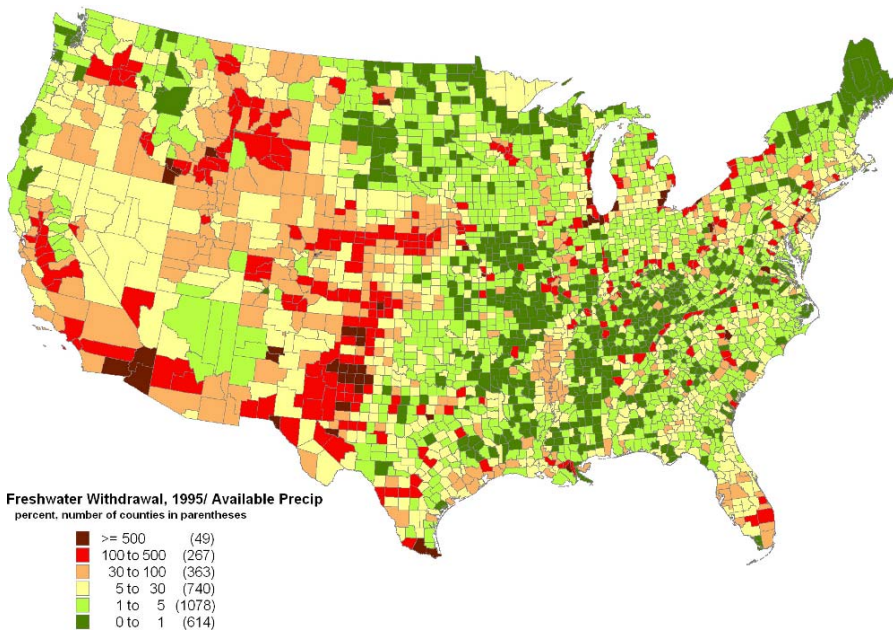 Freshwater Withdrawal, 1995/ Available Precip
percent, number of counties in parentheses
>= 500 (49)
100 to 500 (267)
30 to 100 (363)
5 to 30 (740)
1 to 5 (1078)
0 to 1 (614)